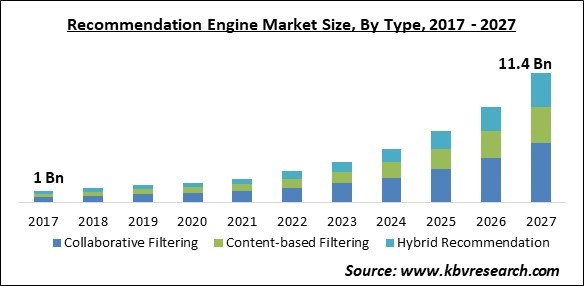 Recommendation Engine Market Size, By Type, 2017 - 2027
11.4 Bn
1 Bn
2017 2018 2019 2020 2021 2022 2023 2024 2025 2026 2027
Collaborative Filtering Content-based Filtering Hybrid Recommendation
Source: www.kbvresearch.com